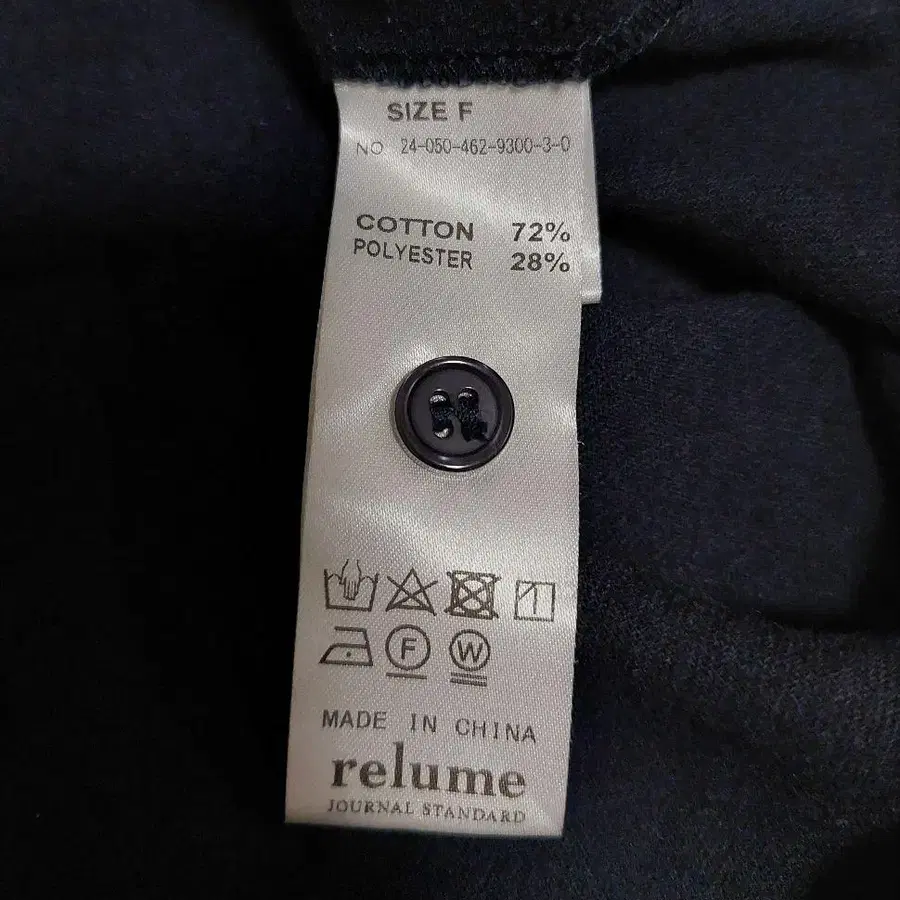 SIZE F
NO 24-050-462-9300-3-0
COTTON 72%
POLYESTER 28%
F W
MADE IN CHINA
relume
JOURNAL STANDARD